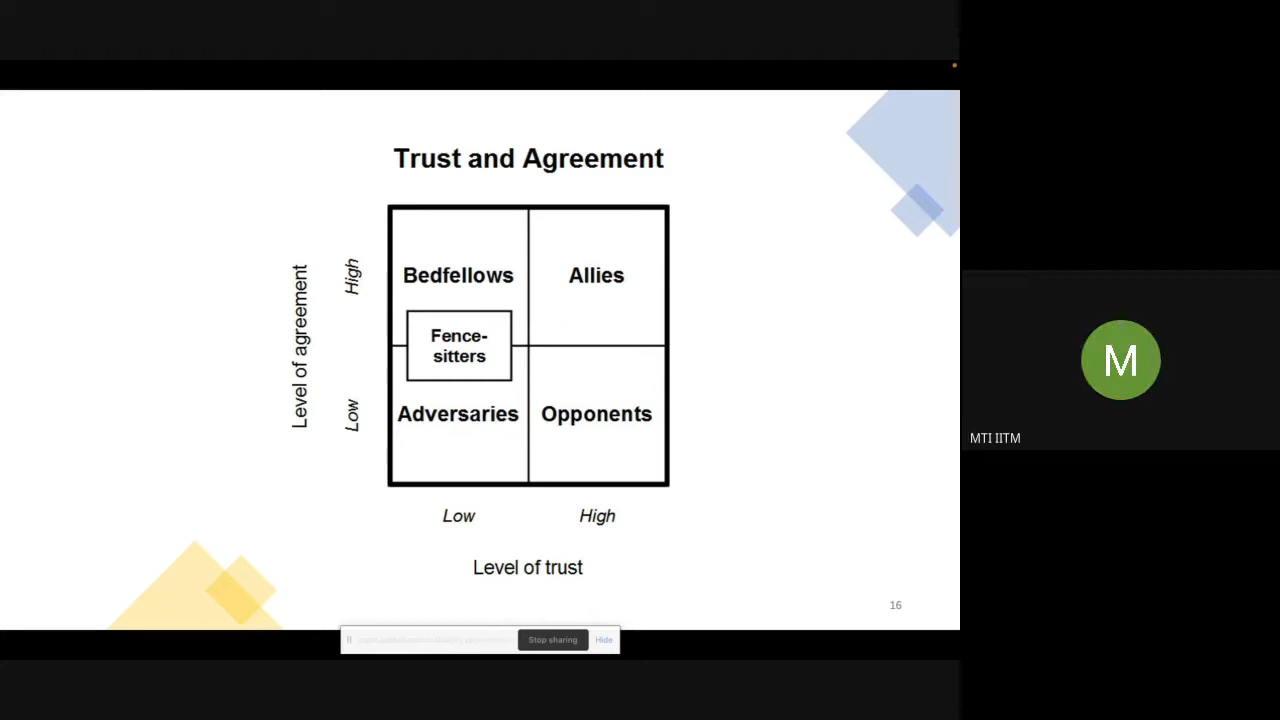 Trust and Agreement
Level of agreement
High
Low
Bedfellows
Allies
Fence-
sitters
Adversaries
Opponents
Low
High
Level of trust
16
Stop sharing
Hide
M
MTI IITM